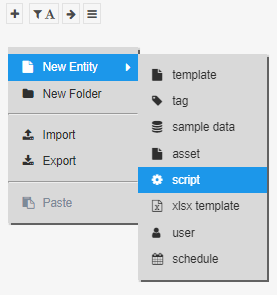 A
New Entity
New Folder
Import
Export
Paste
template
tag
sample data
asset
script
xlsx template
user
schedule